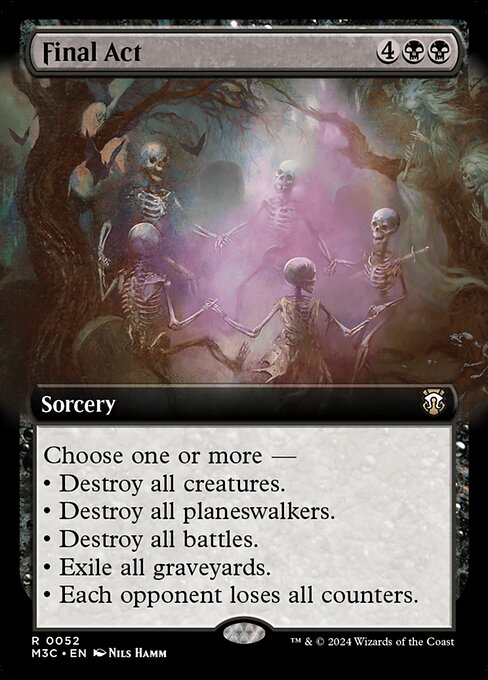 Final Act 4
Sorcery
Choose one or more —
• Destroy all creatures.
• Destroy all planeswalkers.
• Destroy all battles.
• Exile all graveyards.
• Each opponent loses all counters.
R 0052
M3C • EN Nils Hamm
™ & © 2024 Wizards of the Coast